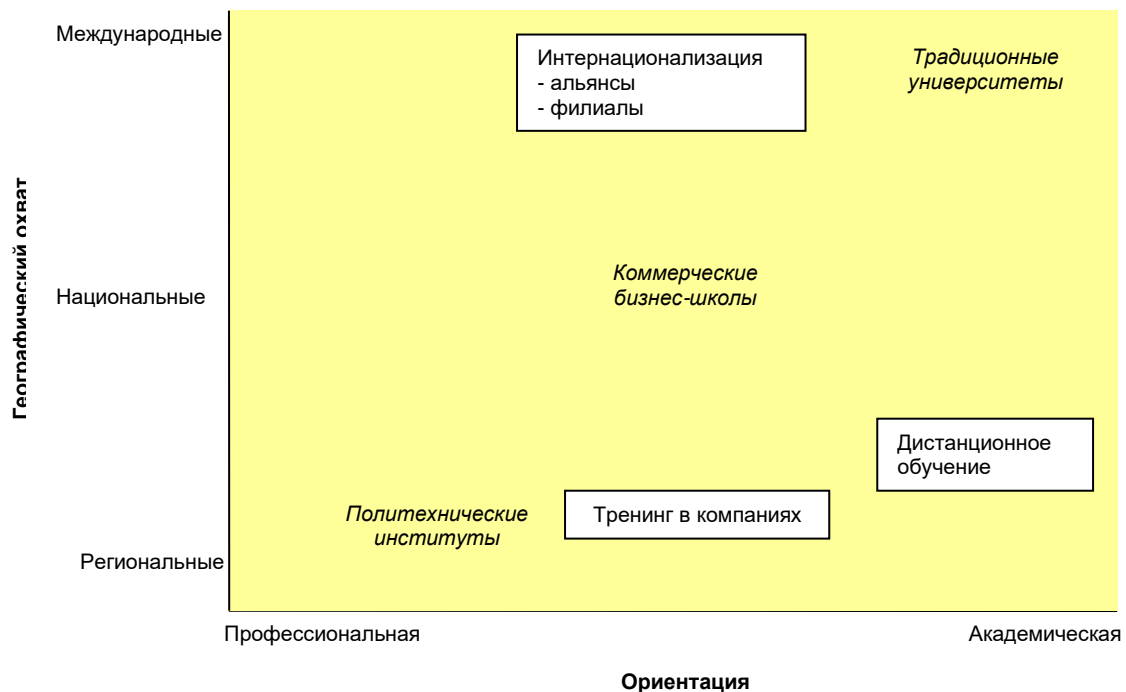 Международные
Интернационализация
- альянсы
- филиалы
Традиционные
университеты
Географический охват
Национальные
Коммерческие
бизнес-школы
Дистанционное
обучение
Политехнические
институты
Тренинг в компаниях
Региональные
Профессиональная
Академическая
Ориентация